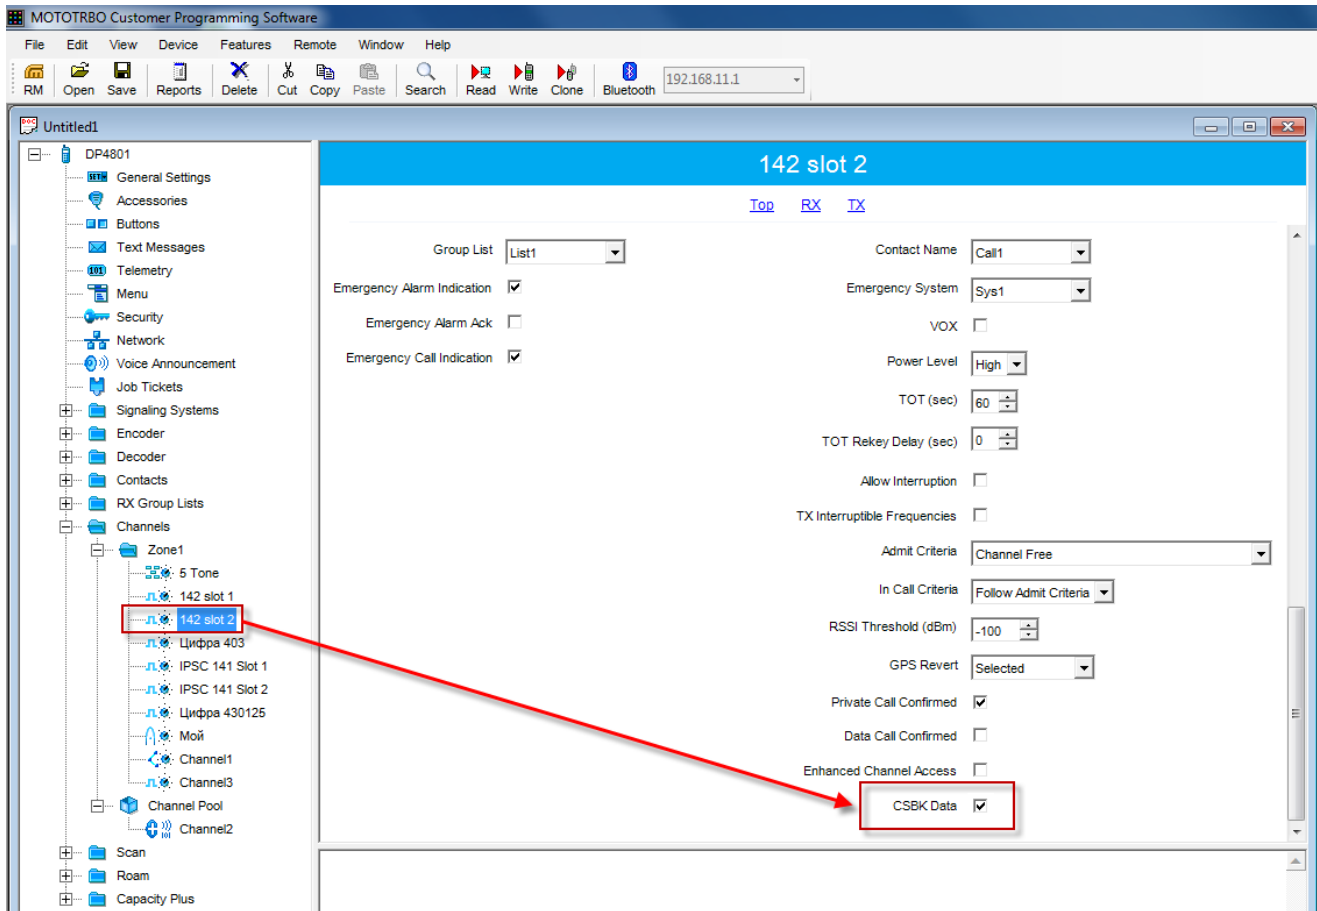 MOTOTRBO Customer Programming Software
File Edit View Device Features Remote Window Help
RM Open Save Reports Delete Cut Copy Paste Search Read Write Clone Bluetooth 192.168.11.1
Untitled1
DP4801
General Settings
Accessories
Buttons
Text Messages
Telemetry
Menu
Security
Network
Voice Announcement
Job Tickets
Signaling Systems
Encoder
Decoder
Contacts
RX Group Lists
Channels
Zone1
5 Tone
142 slot 1
142 slot 2
Цифра 403
IPSC 141 Slot 1
IPSC 141 Slot 2
Цифра 430125
Мой
Channel1
Channel3
Channel Pool
Channel2
Scan
Roam
Capacity Plus
142 slot 2
Top RX TX
Group List List1
Emergency Alarm Indication
Emergency Alarm Ack
Emergency Call Indication
Contact Name Call1
Emergency System Sys1
VOX
Power Level High
TOT (sec) 60
TOT Rekey Delay (sec) 0
Allow Interruption
TX Interruptible Frequencies
Admit Criteria Channel Free
In Call Criteria Follow Admit Criteria
RSSI Threshold (dBm) -100
GPS Revert Selected
Private Call Confirmed
Data Call Confirmed
Enhanced Channel Access
CSBK Data